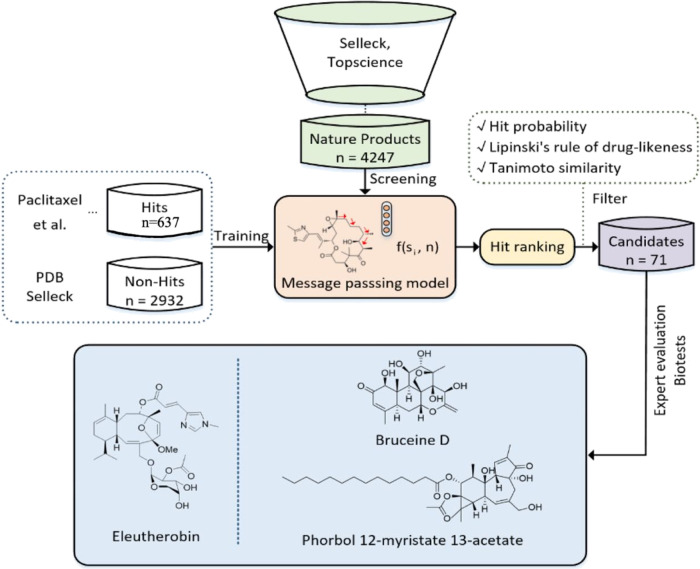 Selleck,
Topscience
Nature Products
n = 4247
Screening
√ Hit probability
√ Lipinski's rule of drug-likeness
√ Tanimoto similarity
Filter
Paclitaxel
et al.
...
Hits
n=637
PDB
Selleck
Non-Hits
n = 2932
Training
f(si, n)
Message passsing model
Hit ranking
Candidates
n = 71
Expert evaluation
Biotests
Eleutherobin
Bruceine D
Phorbol 12-myristate 13-acetate